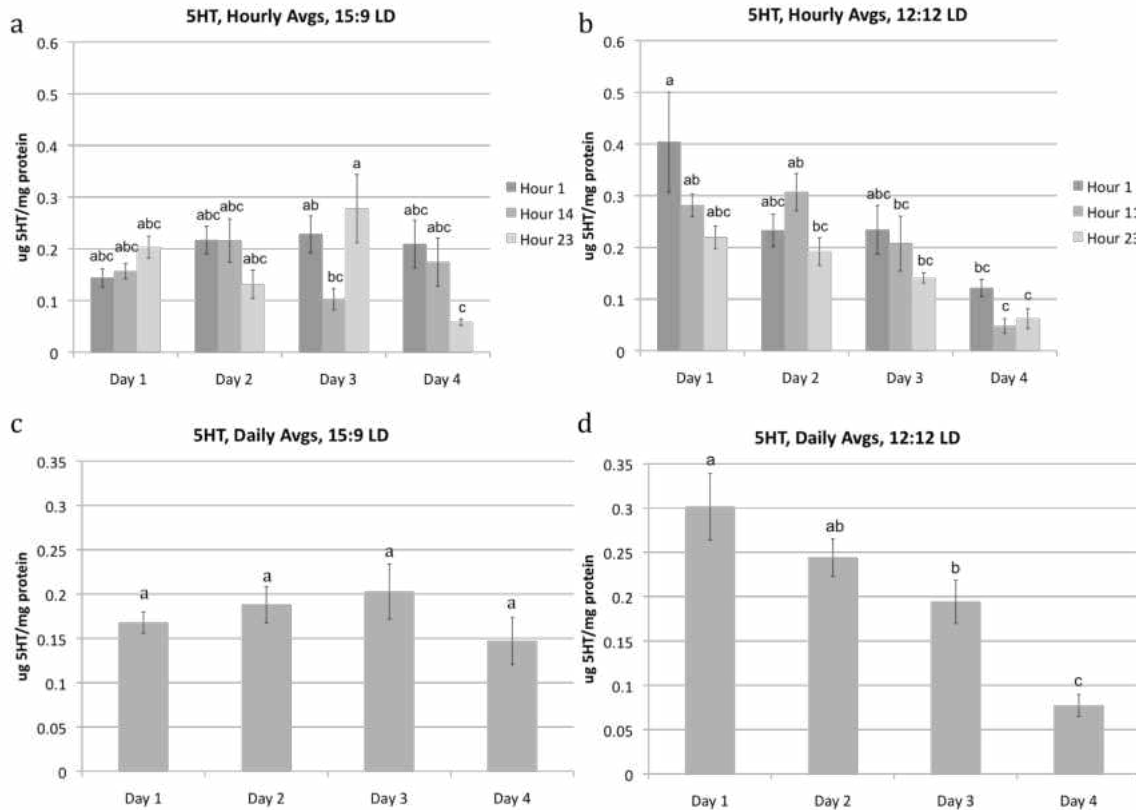 a
5HT, Hourly Avgs, 15:9 LD
0.6
0.5
0.4
0.3
0.2
0.1
0
ug 5HT/mg protein
abc abc abc
abc abc abc
ab bc a
abc abc c
Day 1 Day 2 Day 3 Day 4
Hour 1
Hour 14
Hour 23
b
5HT, Hourly Avgs, 12:12 LD
0.6
0.5
0.4
0.3
0.2
0.1
0
ug 5HT/mg protein
a ab abc
abc ab bc
abc bc bc
bc c c
Day 1 Day 2 Day 3 Day 4
Hour 1
Hour 11
Hour 23
c
5HT, Daily Avgs, 15:9 LD
0.35
0.3
0.25
0.2
0.15
0.1
0.05
0
ug 5HT/mg protein
a a a a
Day 1 Day 2 Day 3 Day 4
d
5HT, Daily Avgs, 12:12 LD
0.35
0.3
0.25
0.2
0.15
0.1
0.05
0
ug 5HT/mg protein
a ab b c
Day 1 Day 2 Day 3 Day 4